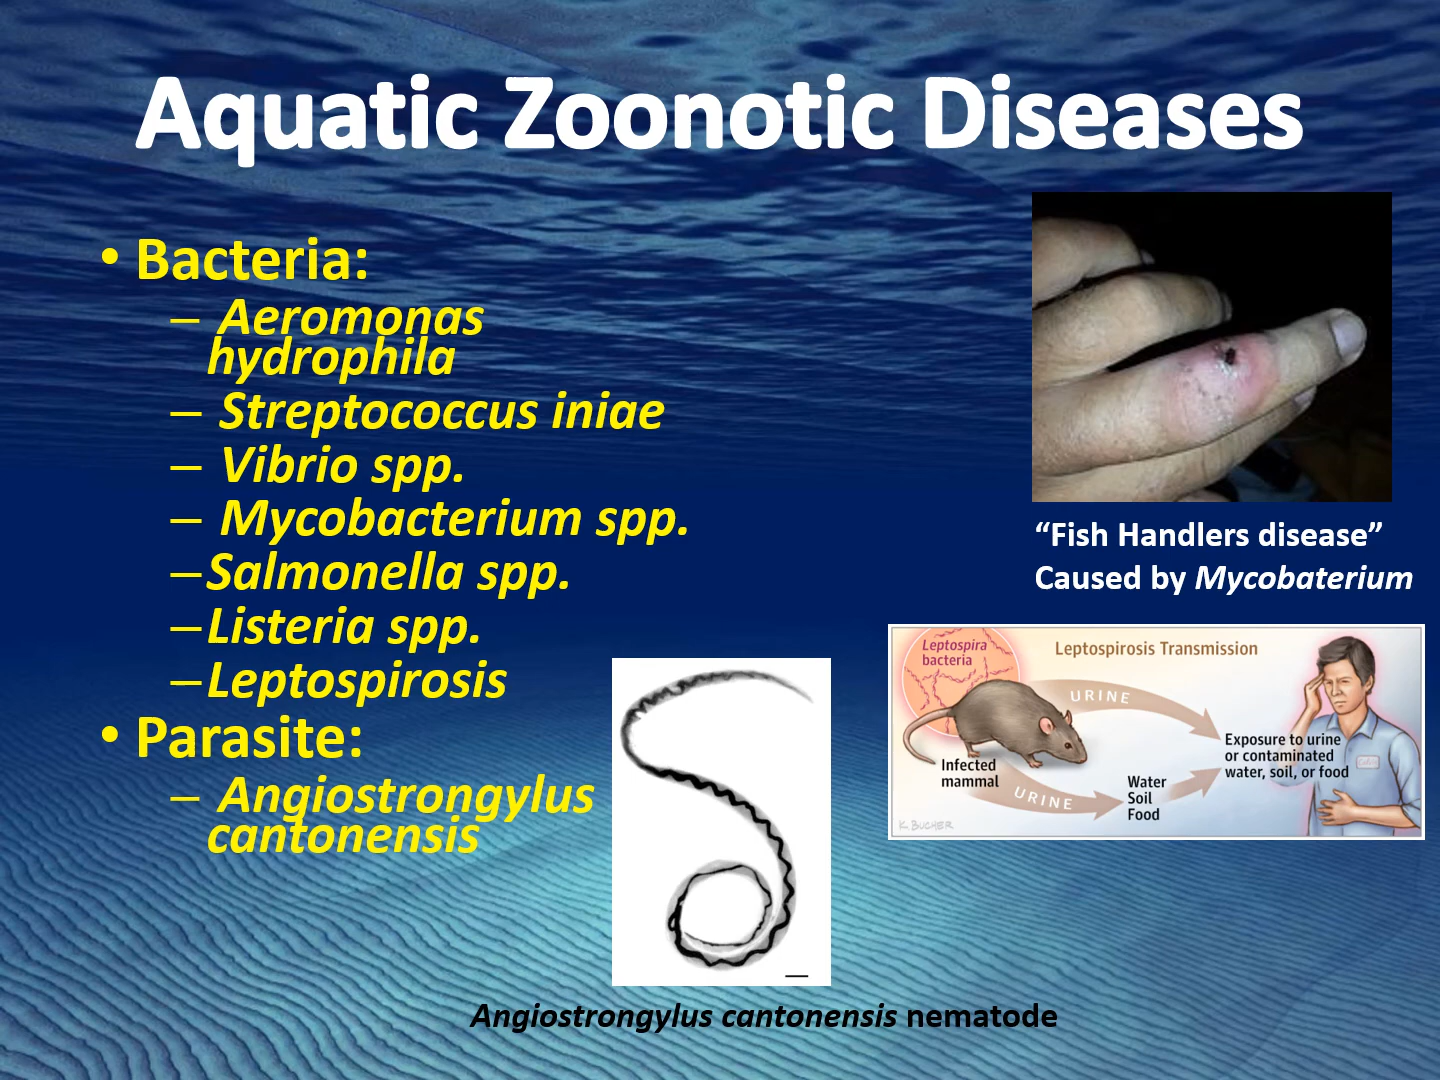 Aquatic Zoonotic Diseases
• Bacteria:
– Aeromonas
hydrophila
– Streptococcus iniae
– Vibrio spp.
– Mycobacterium spp.
–Salmonella spp.
–Listeria spp.
–Leptospirosis
• Parasite:
– Angiostrongylus
cantonensis
“Fish Handlers disease”
Caused by Mycobaterium
Leptospira
bacteria
Leptospirosis Transmission
URINE
Infected
mammal
URINE
Water
Soil
Food
Exposure to urine
or contaminated
water, soil, or food
K. BUCHER
Angiostrongylus cantonensis nematode